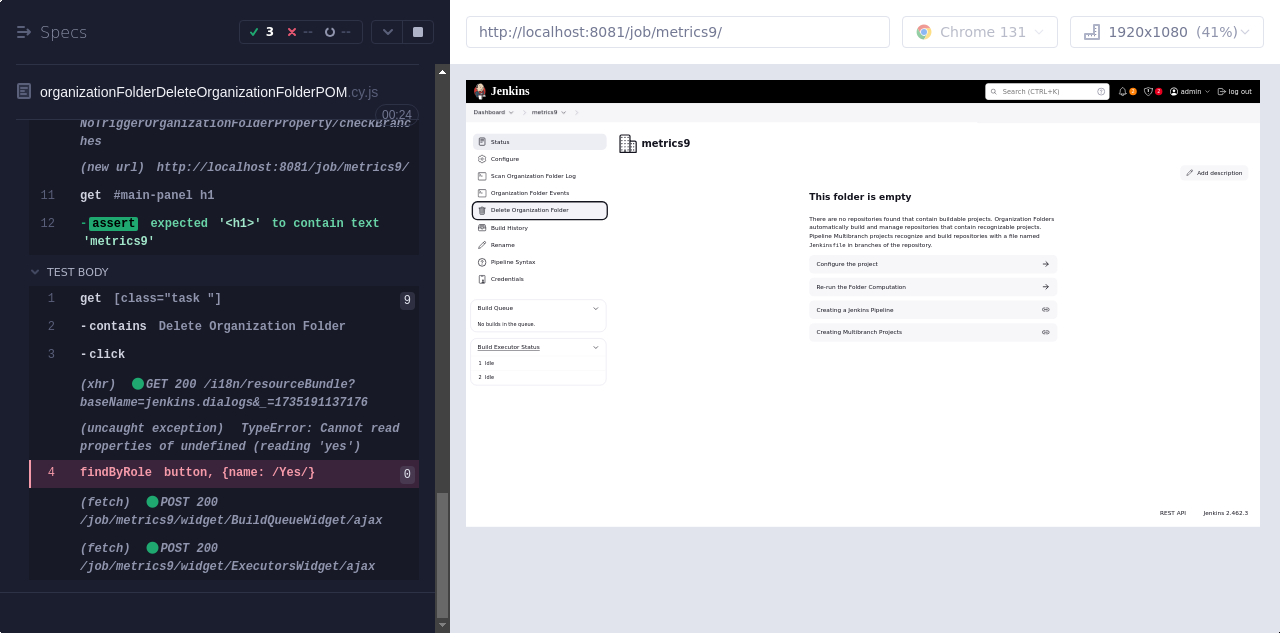 Specs
3
--
--
organizationFolderDeleteOrganizationFolderPOM.cy.js
00:24
NoTriggerOrganizationFolderProperty/checkBranc
hes
(new url) http://localhost:8081/job/metrics9/
11 get #main-panel h1
12 -assert expected '<h1>' to contain text
'metrics9'
TEST BODY
1 get [class="task "] 9
2 -contains Delete Organization Folder
3 -click
(xhr) GET 200 /i18n/resourceBundle?
baseName=jenkins.dialogs&_=1735191137176
(uncaught exception) TypeError: Cannot read
properties of undefined (reading 'yes')
4 findByRole button, {name: /Yes/} 0
(fetch) POST 200
/job/metrics9/widget/BuildQueueWidget/ajax
(fetch) POST 200
/job/metrics9/widget/ExecutorsWidget/ajax
http://localhost:8081/job/metrics9/
Chrome 131
1920x1080 (41%)
Jenkins
Search (CTRL+K)
2
2
admin
log out
Dashboard
metrics9
Status
Configure
Scan Organization Folder Log
Organization Folder Events
Delete Organization Folder
Build History
Rename
Pipeline Syntax
Credentials
Build Queue
No builds in the queue.
Build Executor Status
1 Idle
2 Idle
metrics9
Add description
This folder is empty
There are no repositories found that contain buildable projects. Organization Folders
automatically build and manage repositories that contain recognizable projects.
Pipeline Multibranch projects recognize and build repositories with a file named
Jenkinsfile in branches of the repository.
Configure the project
Re-run the Folder Computation
Creating a Jenkins Pipeline
Creating Multibranch Projects
REST API
Jenkins 2.462.3